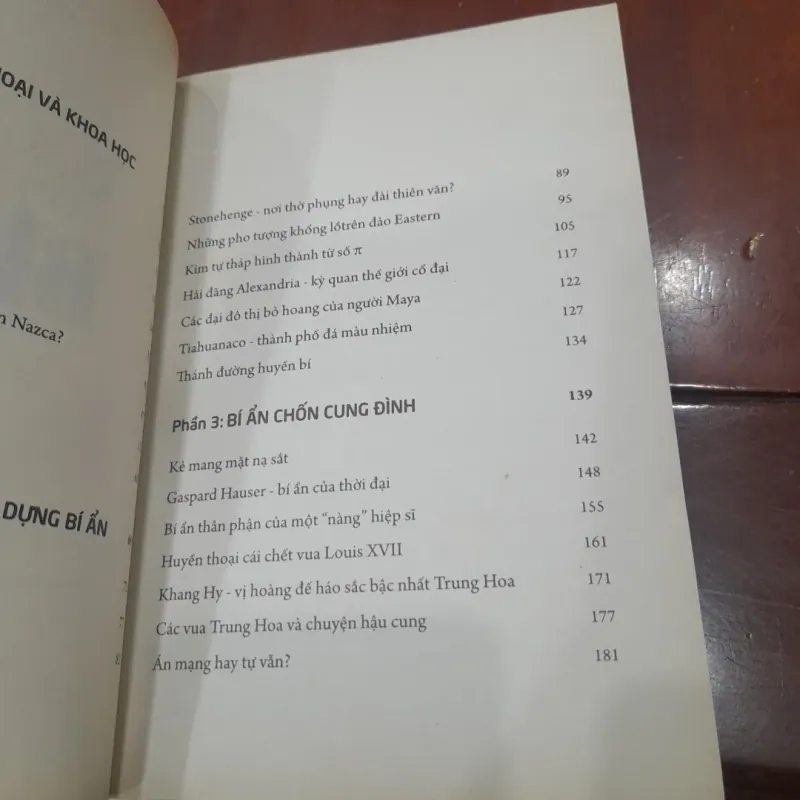 OẠI VÀ KHOA HỌC
Nazca?
DỰNG BÍ ẨN
Stonehenge - nơi thờ phụng hay đài thiên văn? 89
Những pho tượng khổng lồtrên đảo Eastern 95
Kim tự tháp hình thành từ số π 105
Hải đăng Alexandria - kỳ quan thế giới cổ đại 117
Các đại đô thị bỏ hoang của người Maya 122
Tiahuanaco - thành phố đá màu nhiệm 127
Thánh đường huyền bí 134
Phần 3: BÍ ẨN CHỐN CUNG ĐÌNH 139
Kẻ mang mặt nạ sắt 142
Gaspard Hauser - bí ẩn của thời đại 148
Bí ẩn thân phận của một “nàng” hiệp sĩ 155
Huyền thoại cái chết vua Louis XVII 161
Khang Hy - vị hoàng đế háo sắc bậc nhất Trung Hoa 171
Các vua Trung Hoa và chuyện hậu cung 177
Án mạng hay tự vẫn? 181